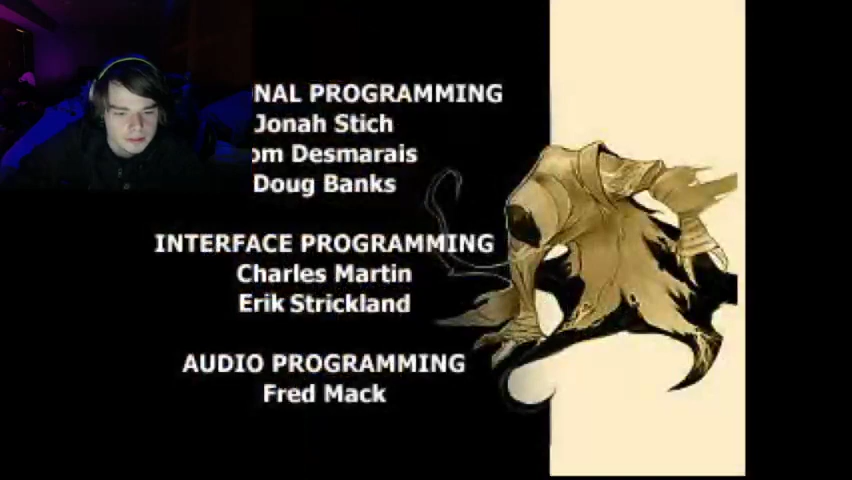 NAL PROGRAMMING
Jonah Stich
om Desmarais
Doug Banks
INTERFACE PROGRAMMING
Charles Martin
Erik Strickland
AUDIO PROGRAMMING
Fred Mack